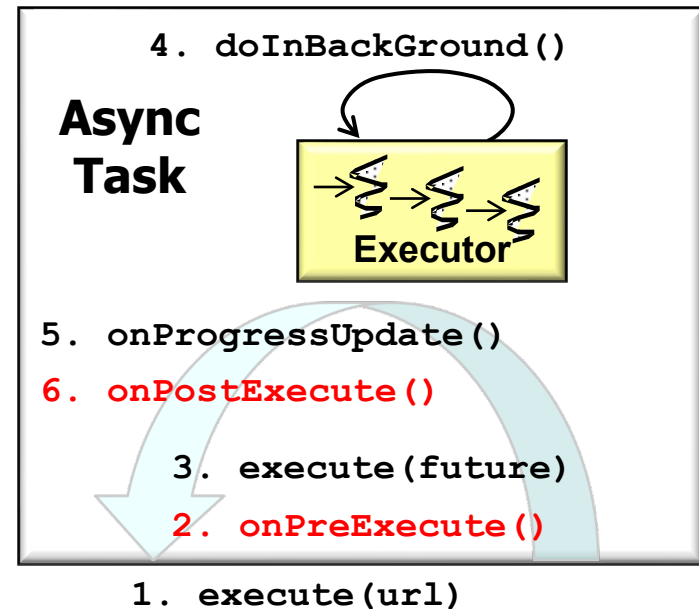 4. doInBackGround()
Async
Task
Executor
5. onProgressUpdate()
6. onPostExecute()
3. execute(future)
2. onPreExecute()
1. execute(url)